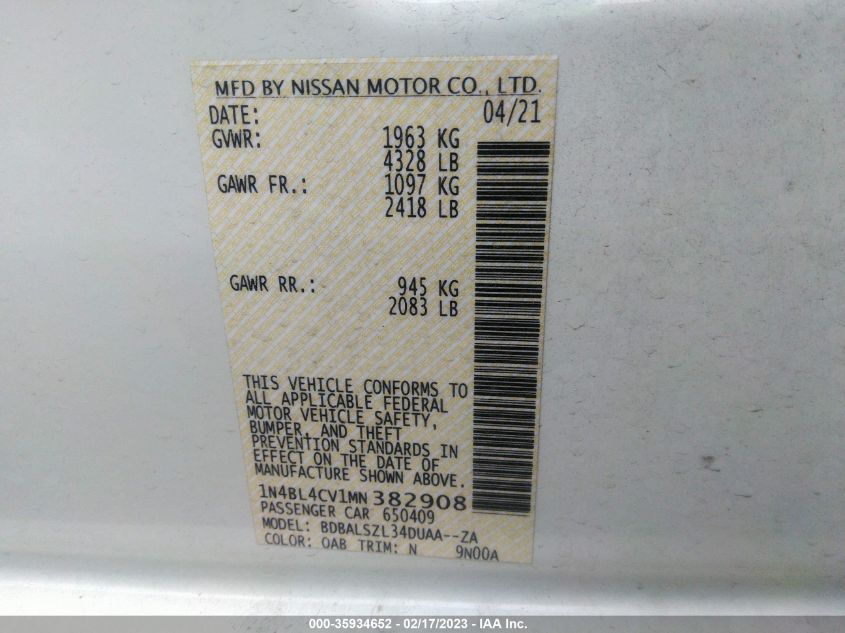 MFD BY NISSAN MOTOR CO., LTD.
DATE: 04/21
GVWR: 1963 KG
4328 LB
GAWR FR.: 1097 KG
2418 LB
GAWR RR.: 945 KG
2083 LB
THIS VEHICLE CONFORMS TO
ALL APPLICABLE FEDERAL
MOTOR VEHICLE SAFETY,
BUMPER, AND THEFT
PREVENTION STANDARDS IN
EFFECT ON THE DATE OF
MANUFACTURE SHOWN ABOVE.
1N4BL4CV1MN382908
PASSENGER CAR 650409
MODEL: BDBALSZL34DUAA--ZA
COLOR: QAB TRIM: N 9N00A
000-35934652 - 02/17/2023 - IAA Inc.